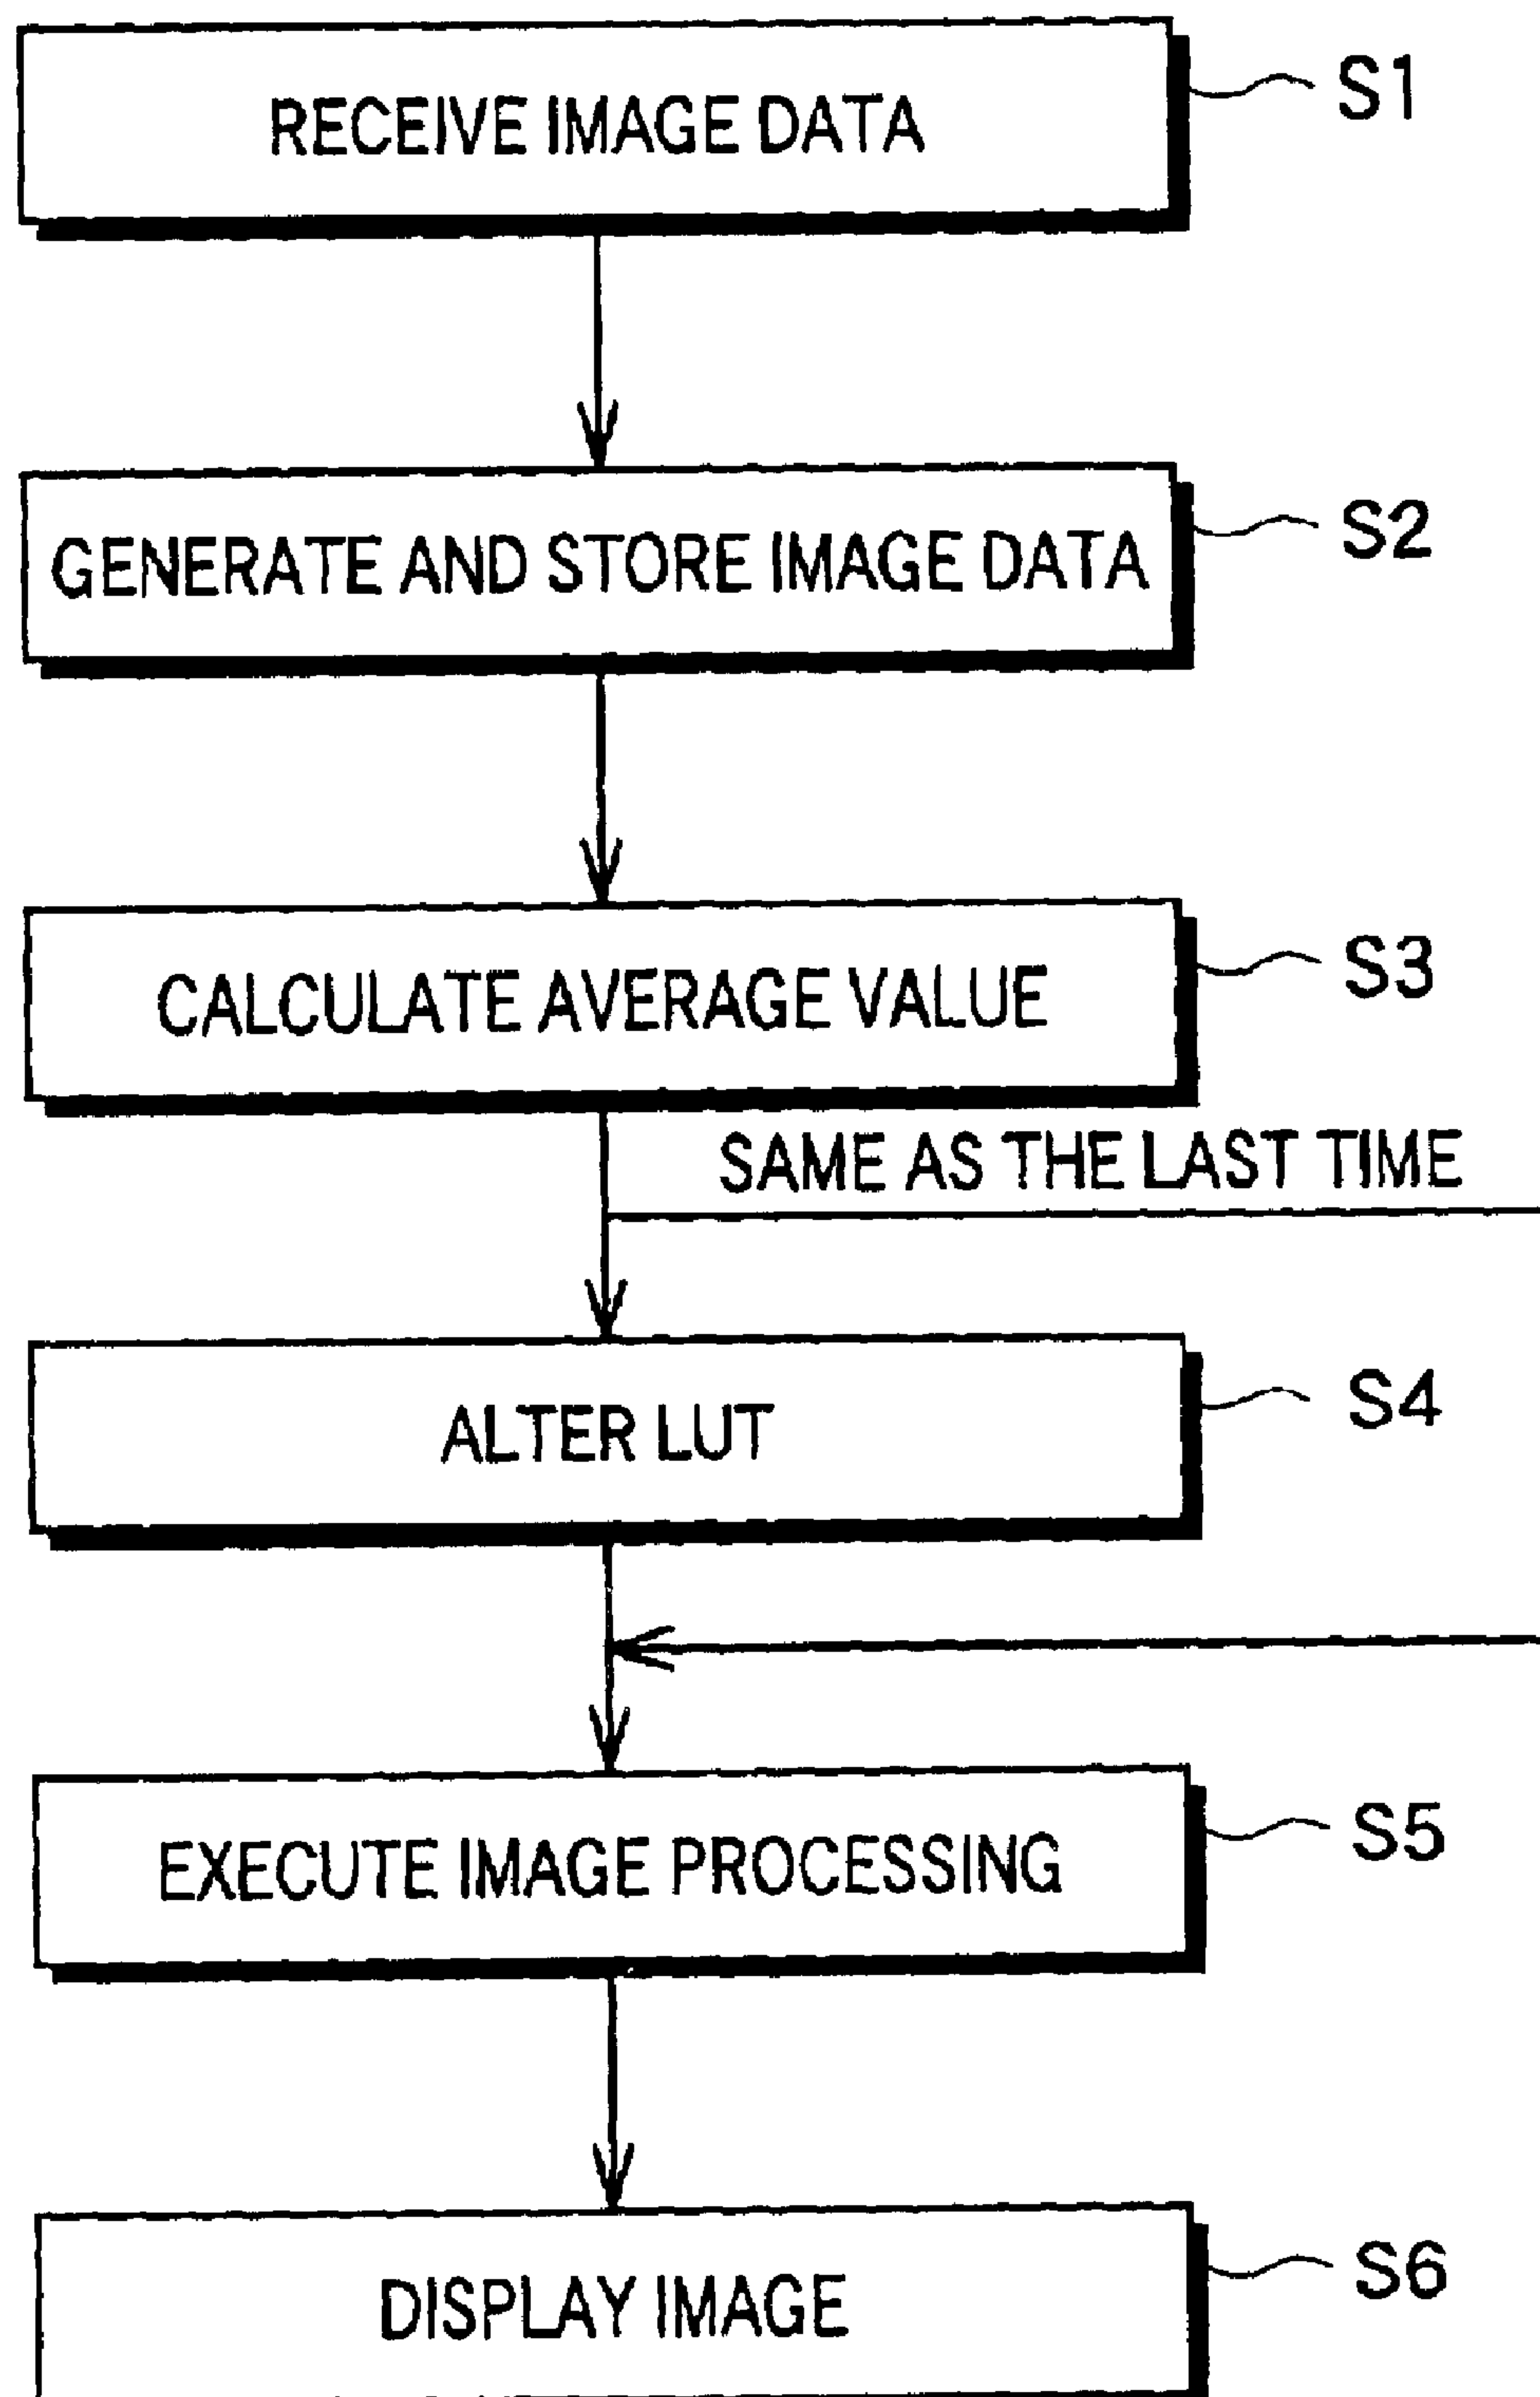 RECEIVE IMAGE DATA
S1
GENERATE AND STORE IMAGE DATA
S2
CALCULATE AVERAGE VALUE
S3
SAME AS THE LAST TIME
ALTER LUT
S4
EXECUTE IMAGE PROCESSING
S5
DISPLAY IMAGE
S6